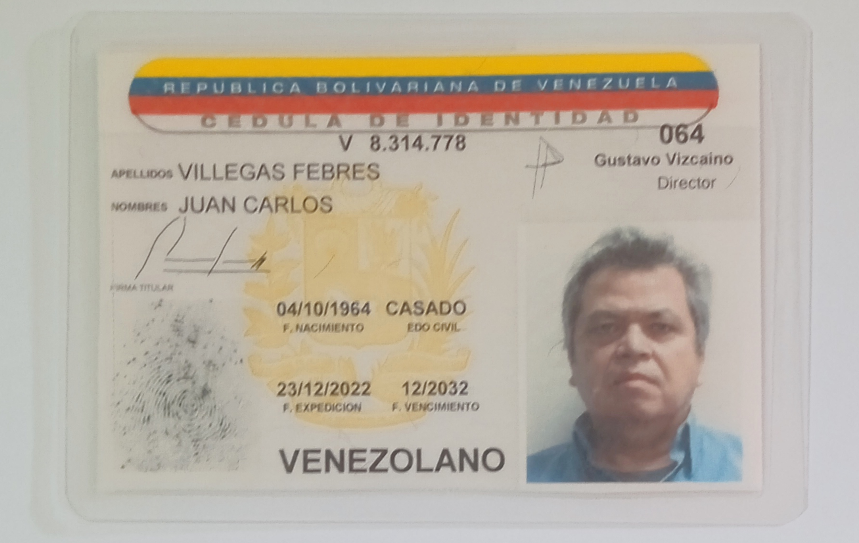 REPUBLICA BOLIVARIANA DE VENEZUELA
CEDULA DE IDENTIDAD
V 8.314.778
064
Gustavo Vizcaino
Director
APELLIDOS VILLEGAS FEBRES
NOMBRES JUAN CARLOS
FIRMA TITULAR
04/10/1964 CASADO
F. NACIMIENTO EDO CIVIL
23/12/2022 12/2032
F. EXPEDICION F. VENCIMIENTO
VENEZOLANO